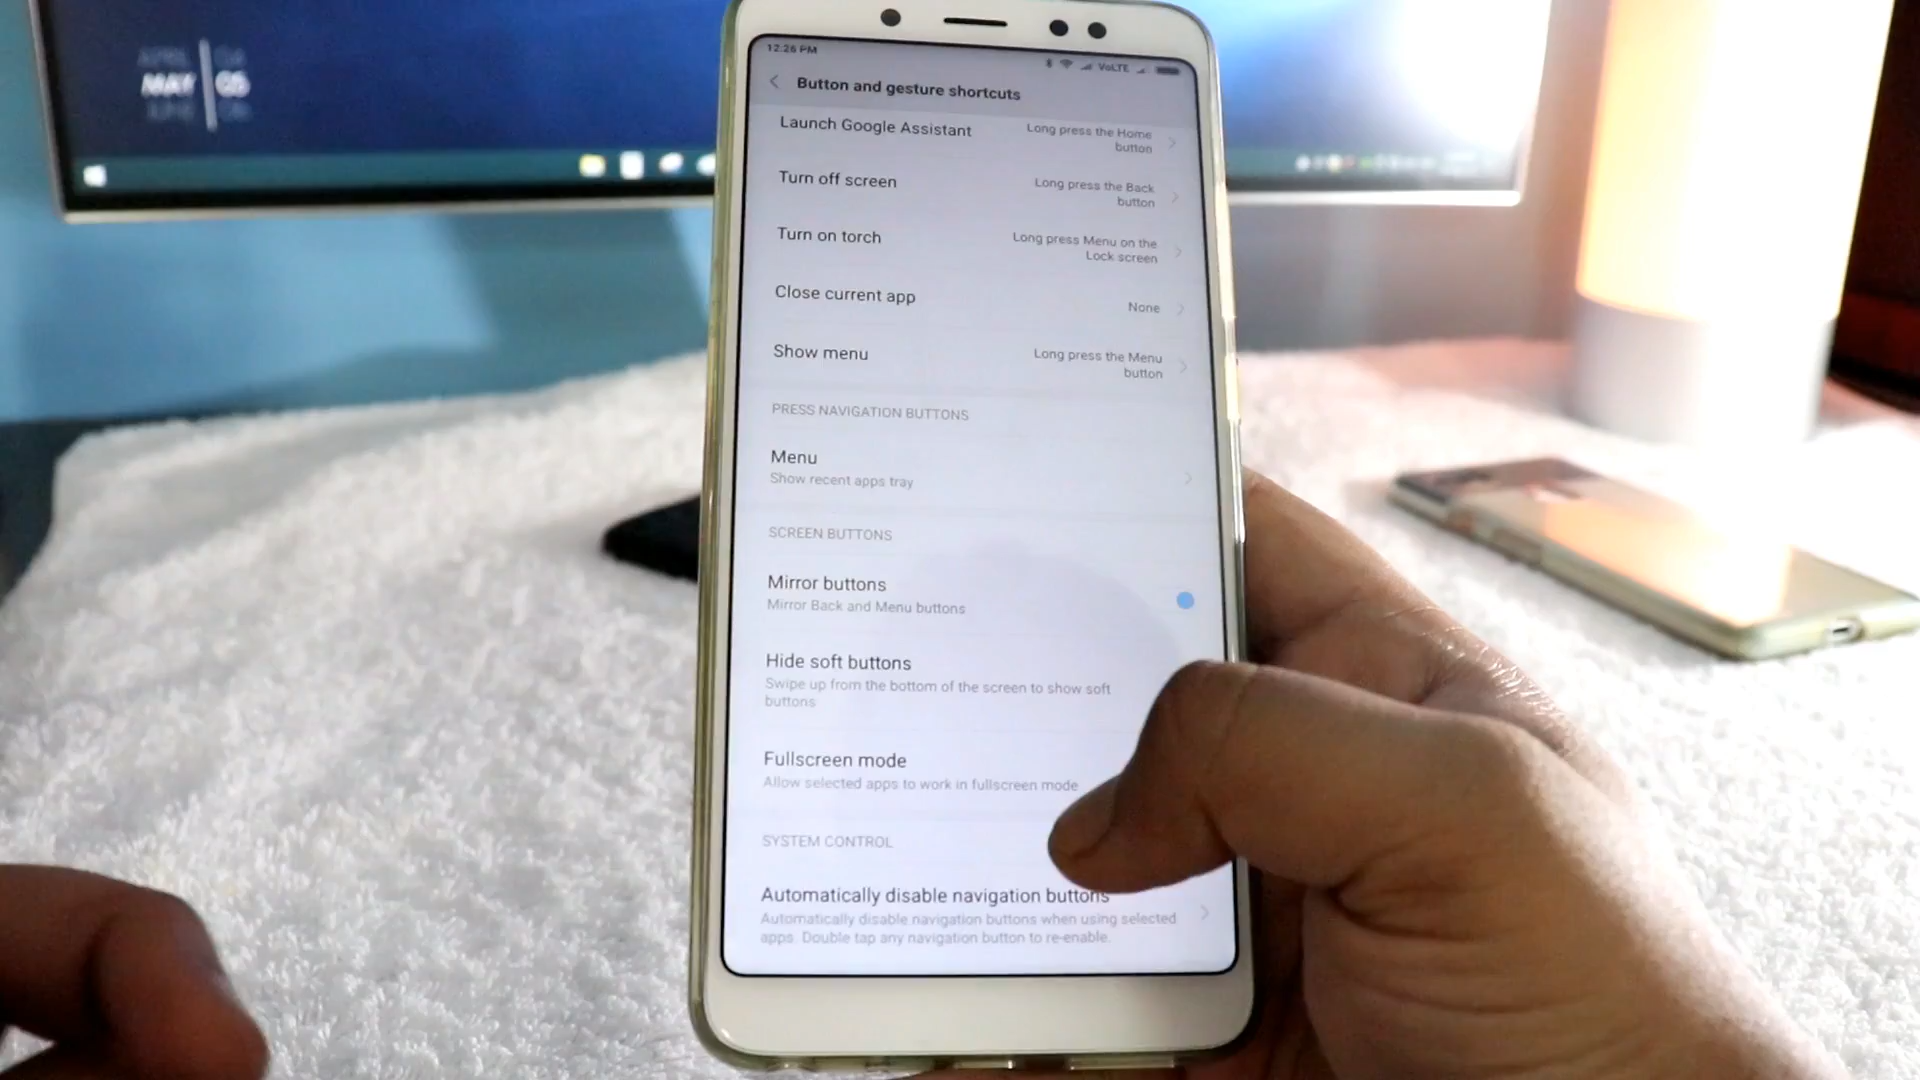 APRIL
MAY 05
JUNE
12:26 PM
VoLTE
Button and gesture shortcuts
Launch Google Assistant
Long press the Home
button
Turn off screen
Long press the Back
button
Turn on torch
Long press Menu on the
Lock screen
Close current app
None
Show menu
Long press the Menu
button
PRESS NAVIGATION BUTTONS
Menu
Show recent apps tray
SCREEN BUTTONS
Mirror buttons
Mirror Back and Menu buttons
Hide soft buttons
Swipe up from the bottom of the screen to show soft
buttons
Fullscreen mode
Allow selected apps to work in fullscreen mode
SYSTEM CONTROL
Automatically disable navigation buttons
Automatically disable navigation buttons when using selected
apps. Double tap any navigation button to re-enable.